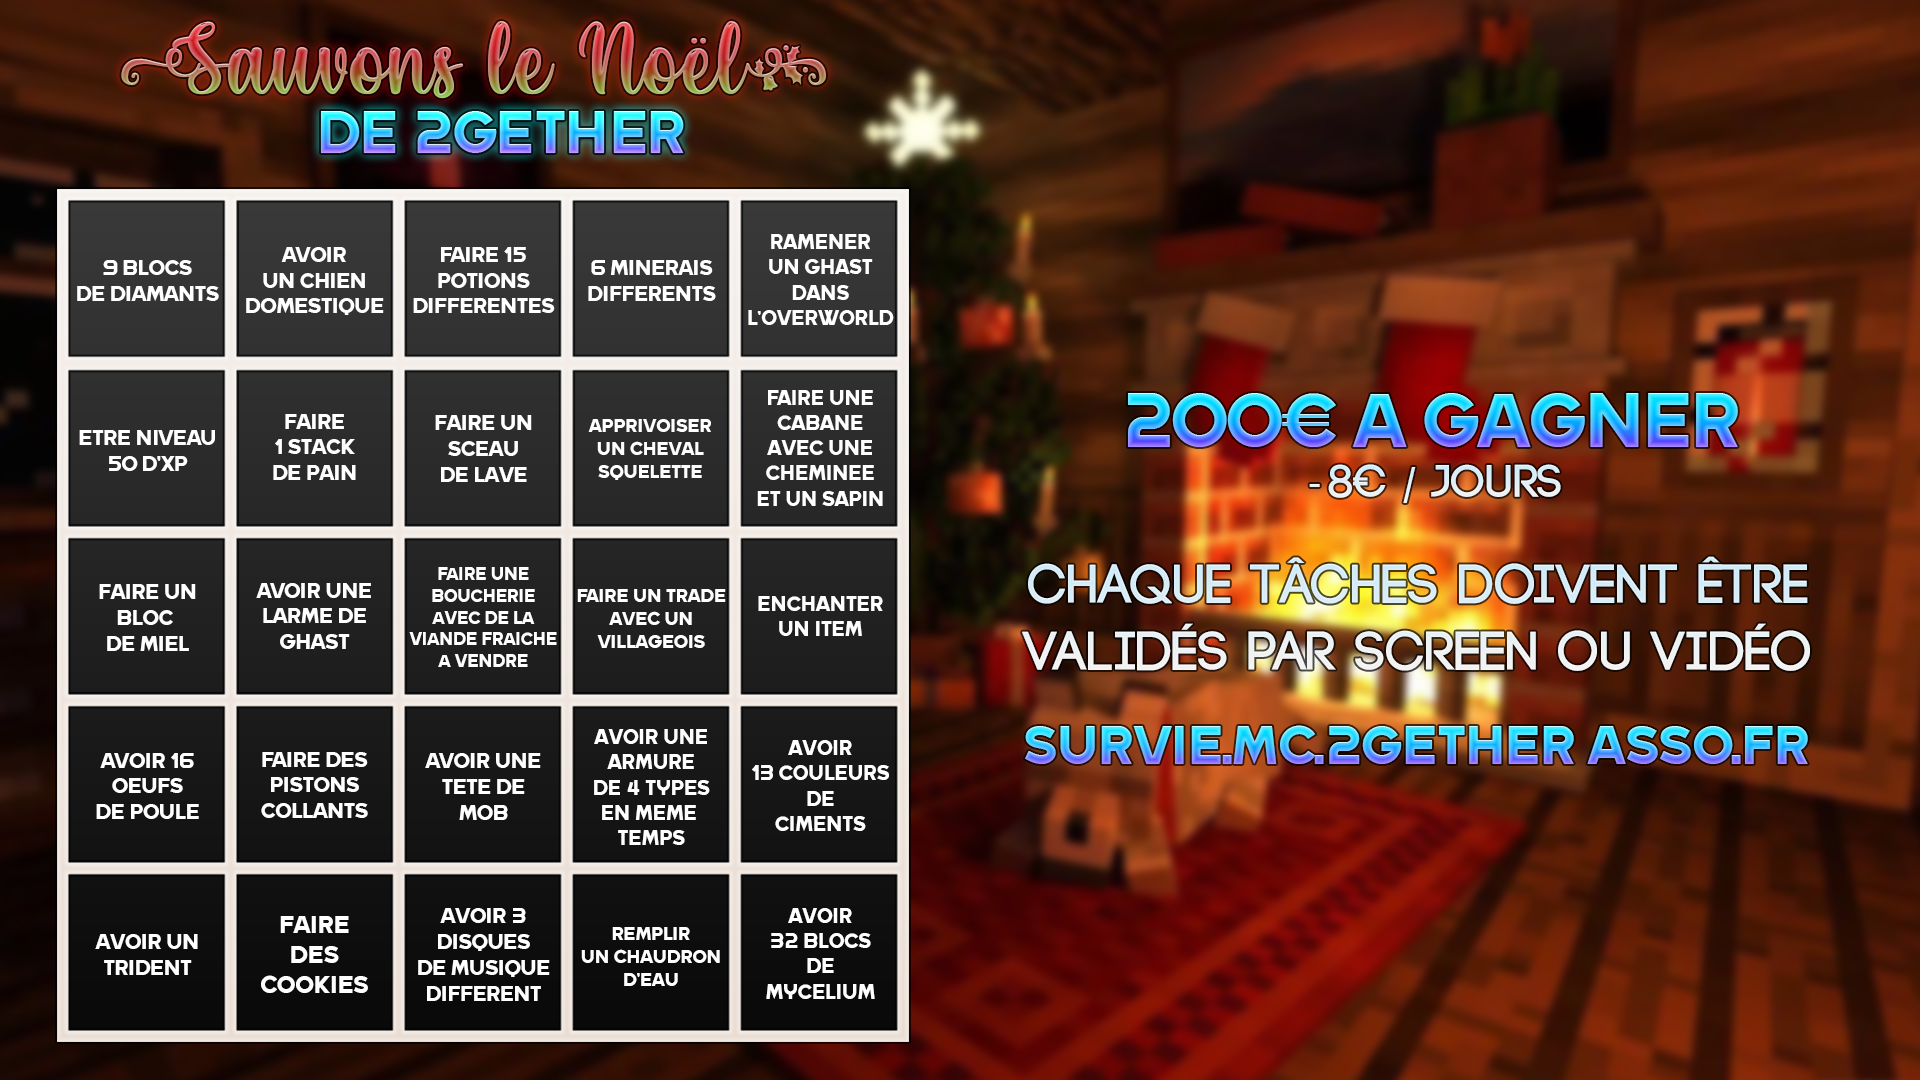 Sauvons le Noël
DE 2GETHER
9 BLOCS
DE DIAMANTS
AVOIR
UN CHIEN
DOMESTIQUE
FAIRE 15
POTIONS
DIFFERENTES
6 MINERAIS
DIFFERENTS
RAMENER
UN GHAST
DANS
L'OVERWORLD
ETRE NIVEAU
50 D'XP
FAIRE
1 STACK
DE PAIN
FAIRE UN
SCEAU
DE LAVE
APPRIVOISER
UN CHEVAL
SQUELETTE
FAIRE UNE
CABANE
AVEC UNE
CHEMINEE
ET UN SAPIN
FAIRE UN
BLOC
DE MIEL
AVOIR UNE
LARME DE
GHAST
FAIRE UNE
BOUCHERIE
AVEC DE LA
VIANDE FRAICHE
A VENDRE
FAIRE UN TRADE
AVEC UN
VILLAGEOIS
ENCHANTER
UN ITEM
AVOIR 16
OEUFS
DE POULE
FAIRE DES
PISTONS
COLLANTS
AVOIR UNE
TETE DE
MOB
AVOIR UNE
ARMURE
DE 4 TYPES
EN MEME
TEMPS
AVOIR
13 COULEURS
DE
CIMENTS
AVOIR UN
TRIDENT
FAIRE
DES
COOKIES
AVOIR 3
DISQUES
DE MUSIQUE
DIFFERENT
REMPLIR
UN CHAUDRON
D'EAU
AVOIR
32 BLOCS
DE
MYCELIUM
200€ A GAGNER
- 8€ / JOURS
CHAQUE TÂCHES DOIVENT ÊTRE
VALIDÉS PAR SCREEN OU VIDÉO
SURVIE.MC.2GETHER ASSO.FR